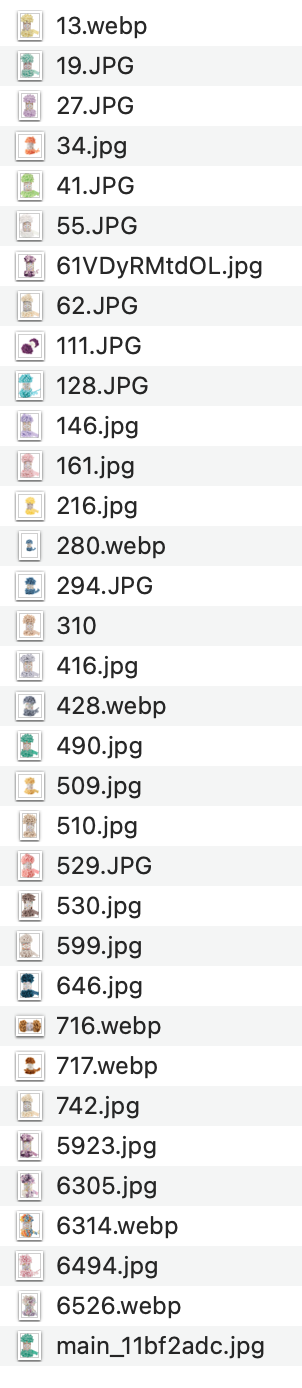 13.webp
19.JPG
27.JPG
34.jpg
41.JPG
55.JPG
61VDyRMtdOL.jpg
62.JPG
111.JPG
128.JPG
146.jpg
161.jpg
216.jpg
280.webp
294.JPG
310
416.jpg
428.webp
490.jpg
509.jpg
510.jpg
529.JPG
530.jpg
599.jpg
646.jpg
716.webp
717.webp
742.jpg
5923.jpg
6305.jpg
6314.webp
6494.jpg
6526.webp
main_11bf2adc.jpg